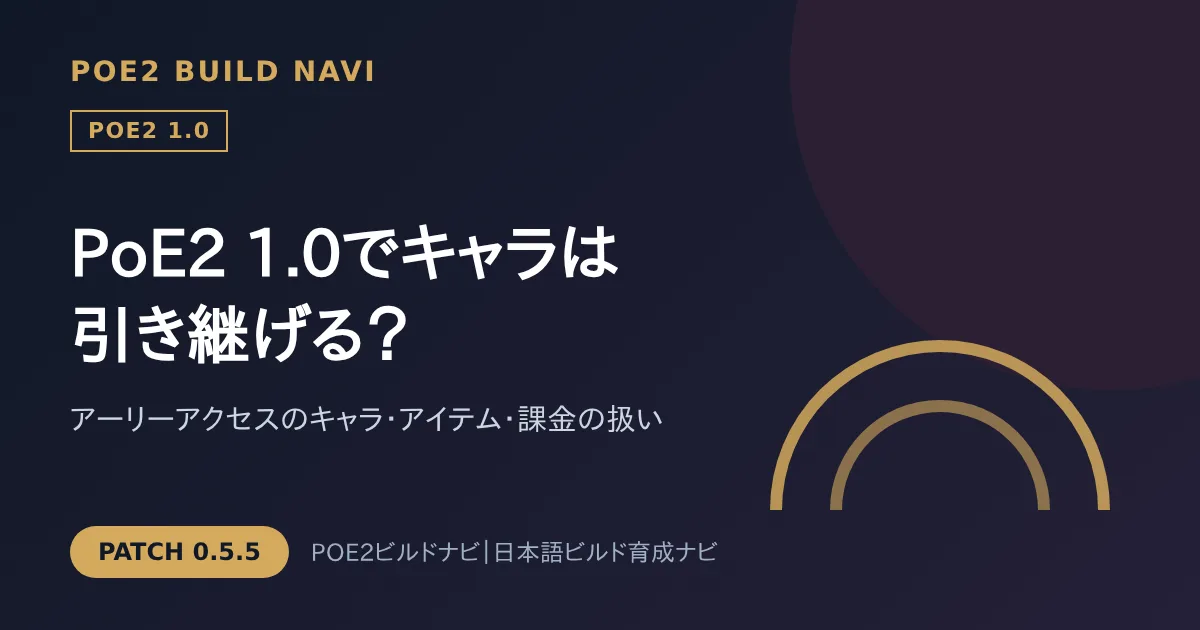 POE2 BUILD NAVI
POE2 1.0
PoE2 1.0でキャラは
引き継げる？
アーリーアクセスのキャラ・アイテム・課金の扱い
PATCH 0.5.5
POE2ビルドナビ|日本語ビルド育成ナビ